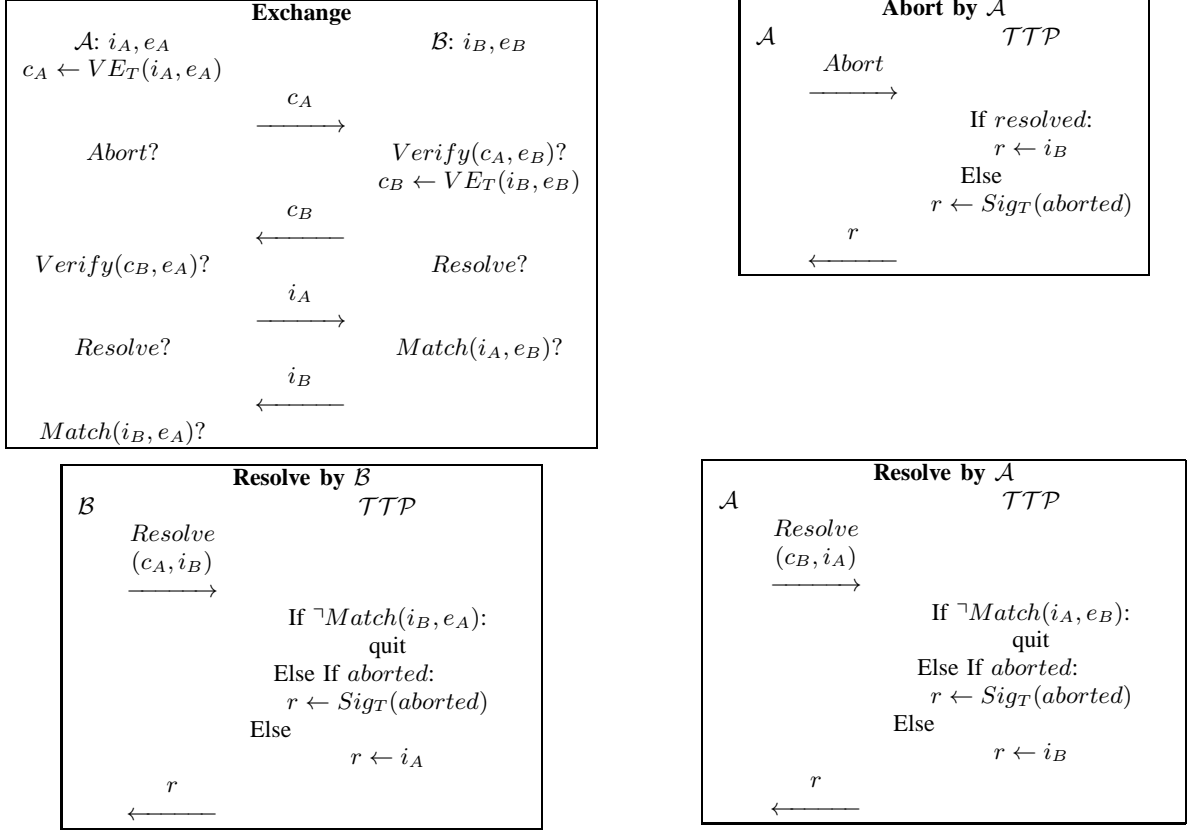 Exchange
𝒜: i_A, e_A ℬ: i_B, e_B
c_A ← VE_T(i_A, e_A)
c_A
Abort? Verify(c_A, e_B)?
c_B ← VE_T(i_B, e_B)
c_B
Verify(c_B, e_A)? Resolve?
i_A
Resolve? Match(i_A, e_B)?
i_B
Match(i_B, e_A)?
Abort by 𝒜
𝒜 𝒯𝒯𝒫
Abort
If resolved:
r ← i_B
Else
r ← Sig_T(aborted)
r
Resolve by ℬ
ℬ 𝒯𝒯𝒫
Resolve
(c_A, i_B)
If ¬Match(i_B, e_A):
quit
Else If aborted:
r ← Sig_T(aborted)
Else
r ← i_A
r
Resolve by 𝒜
𝒜 𝒯𝒯𝒫
Resolve
(c_B, i_A)
If ¬Match(i_A, e_B):
quit
Else If aborted:
r ← Sig_T(aborted)
Else
r ← i_B
r